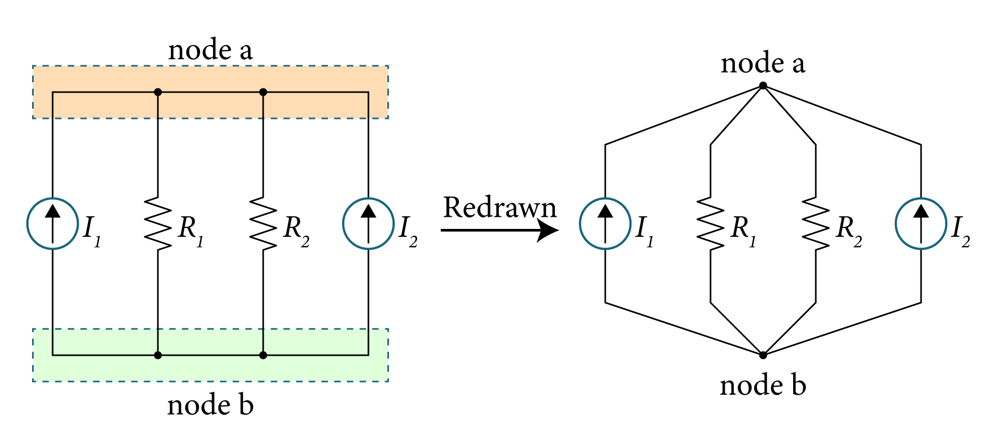 node a
I1
R1
R2
I2
node b
Redrawn
node a
I1
R1
R2
I2
node b